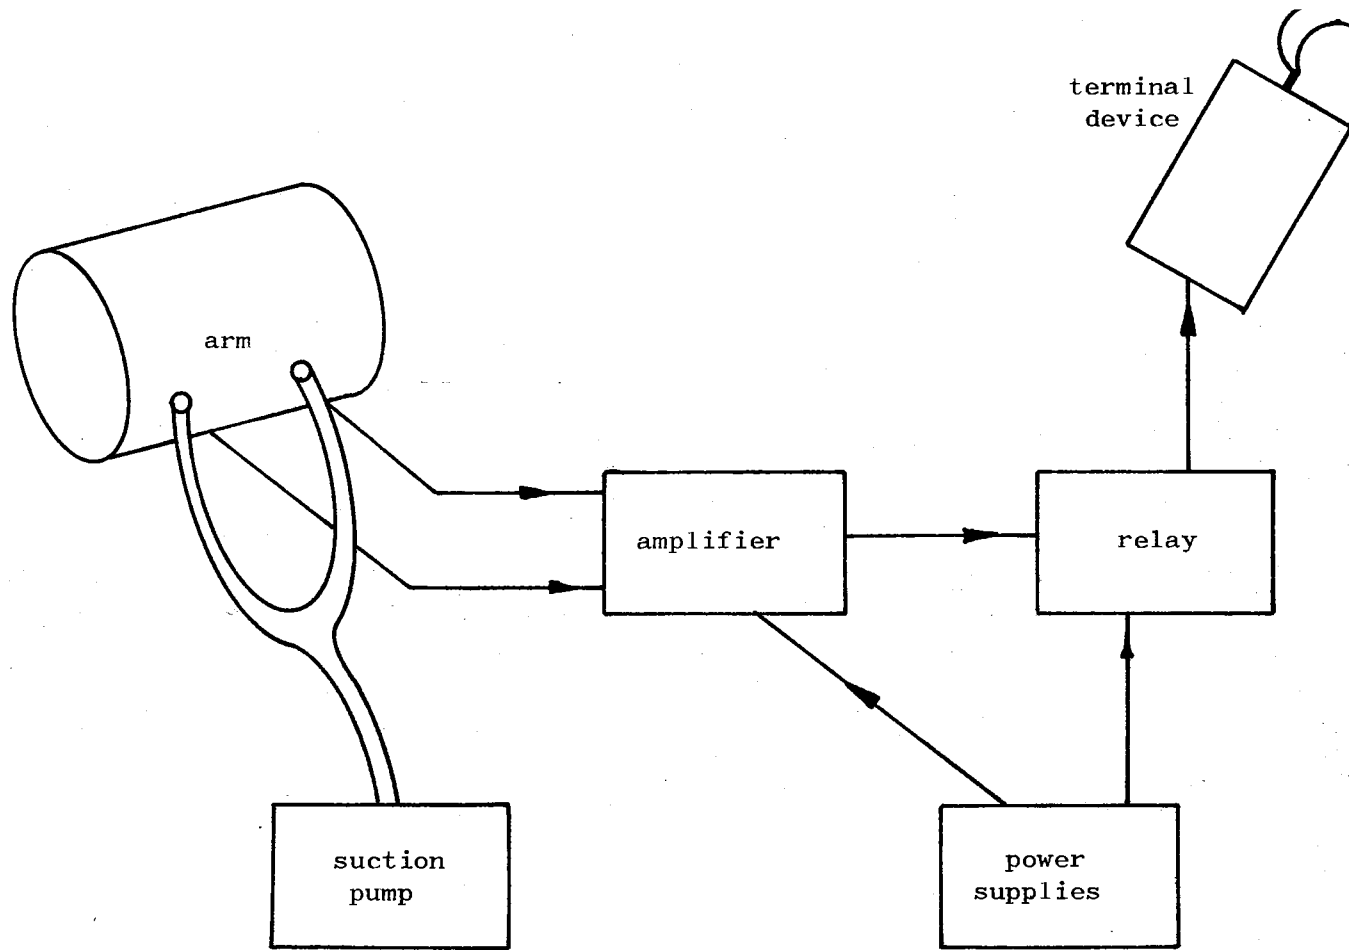 terminal
device
arm
amplifier
relay
suction
pump
power
supplies